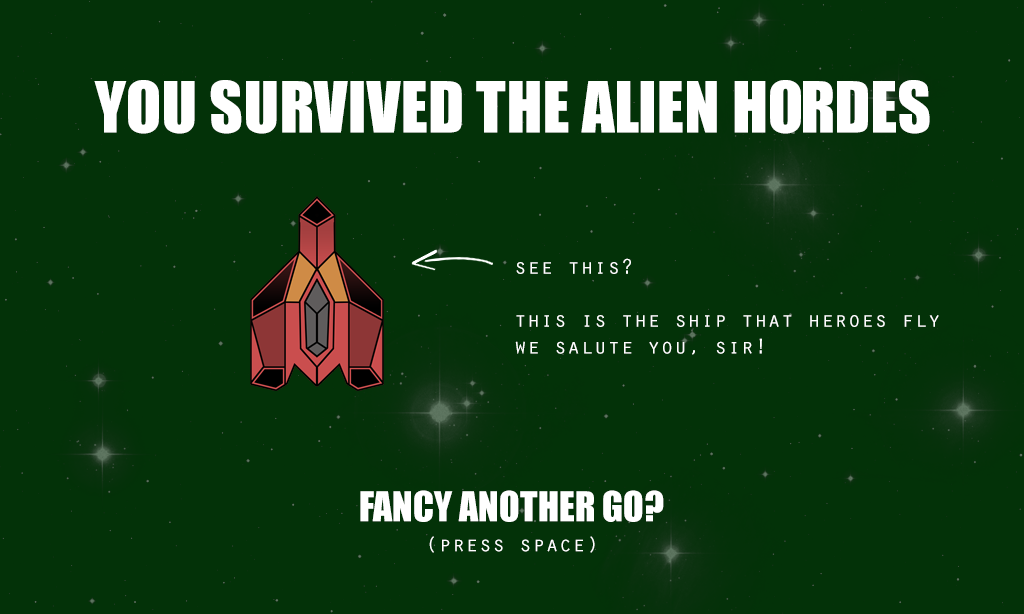 YOU SURVIVED THE ALIEN HORDES
SEE THIS?
THIS IS THE SHIP THAT HEROES FLY
WE SALUTE YOU, SIR!
FANCY ANOTHER GO?
(PRESS SPACE)